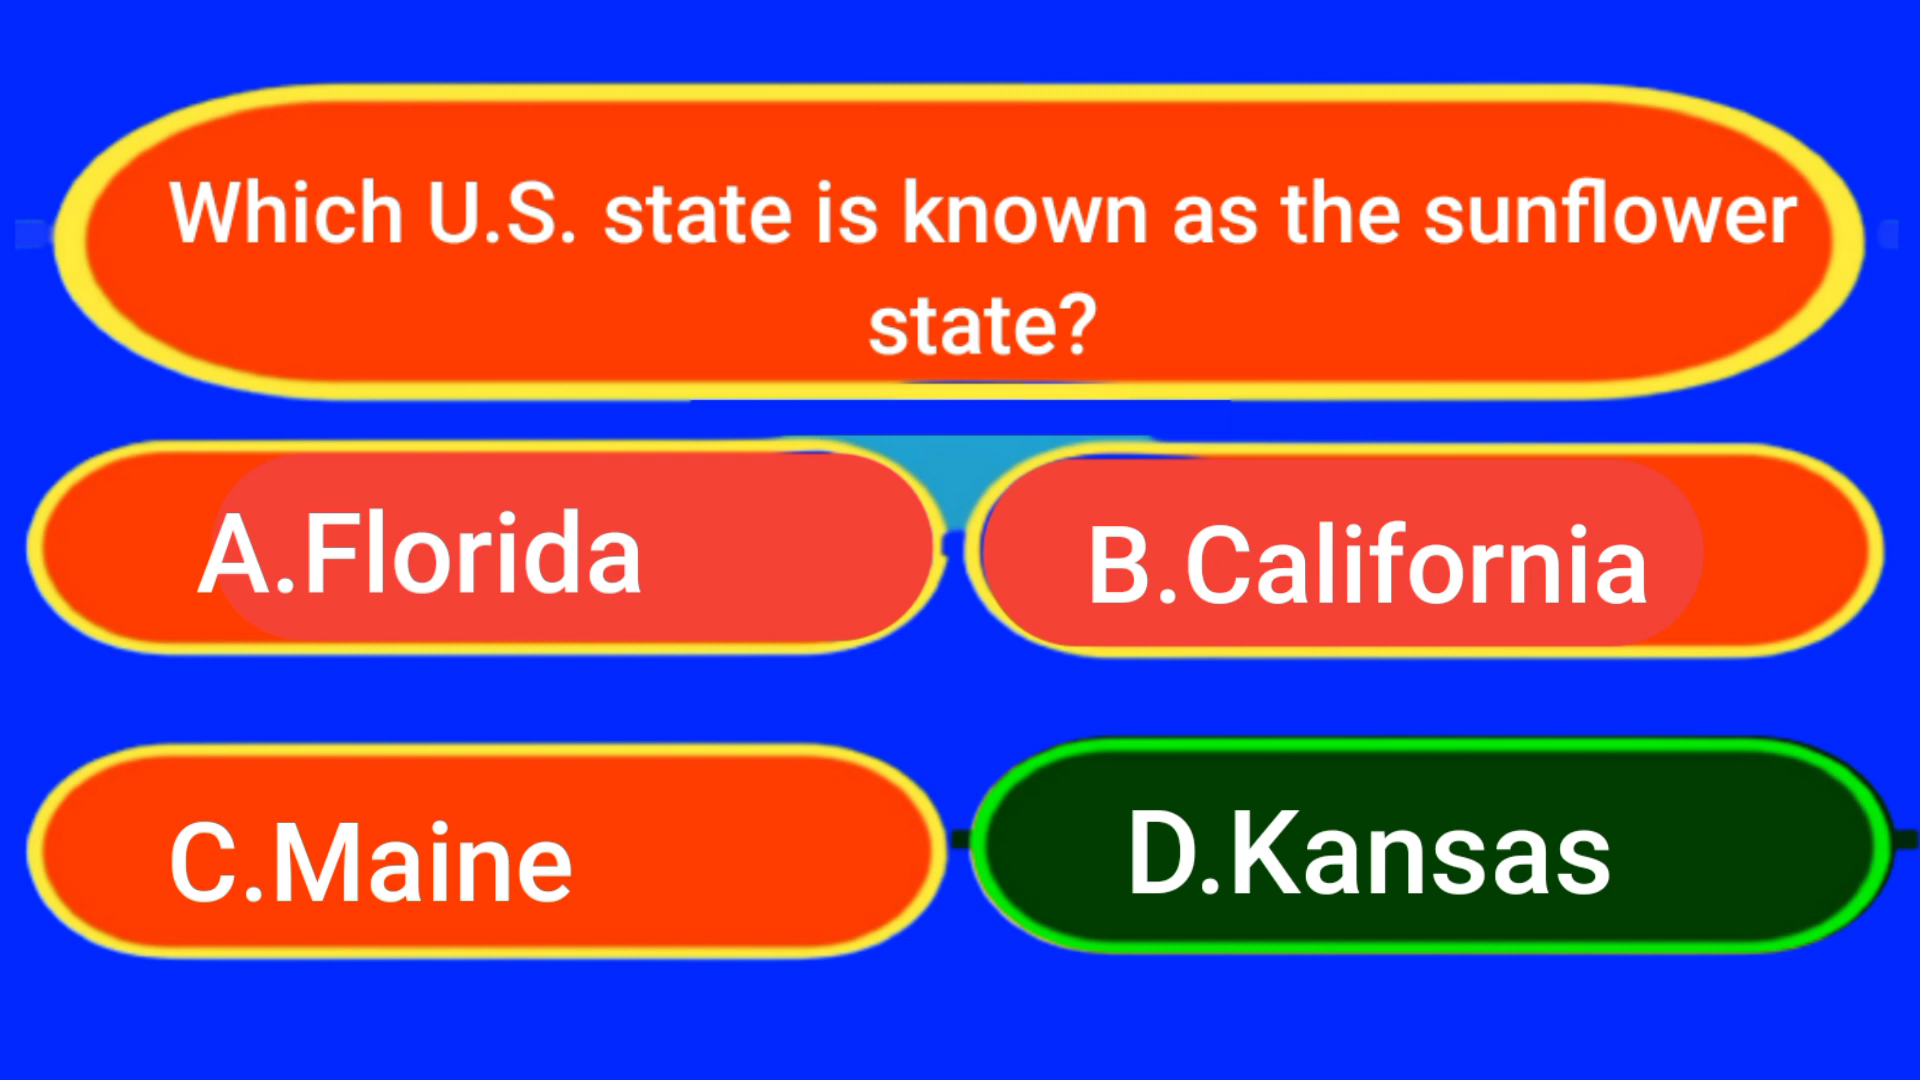 Which U.S. state is known as the sunflower
state?
A.Florida
B.California
C.Maine
D.Kansas